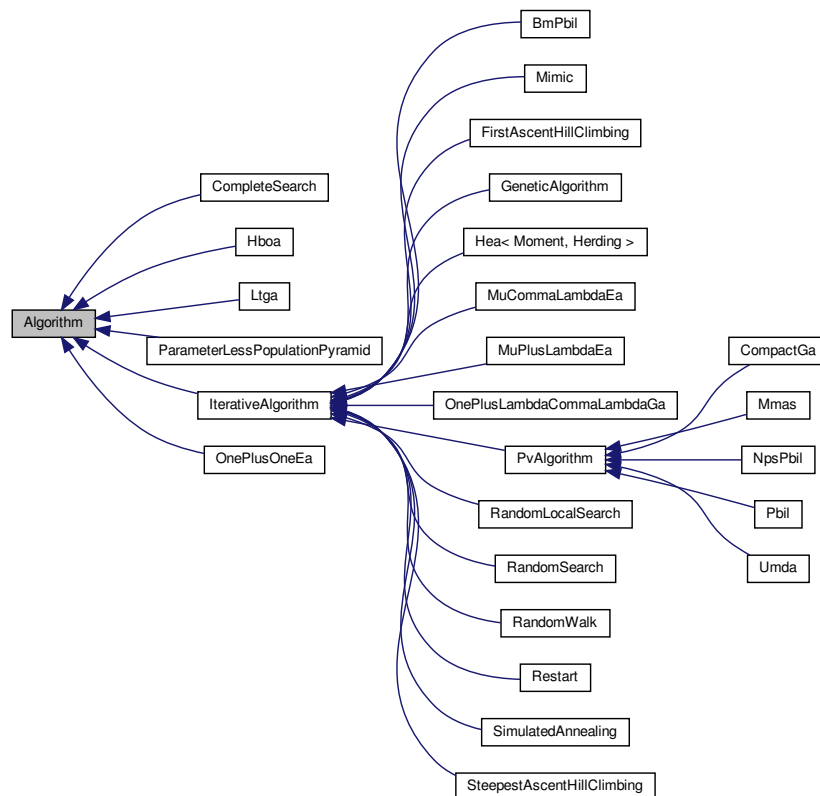 BmPbil
Mimic
FirstAscentHillClimbing
CompleteSearch
GeneticAlgorithm
Hboa
Hea< Moment, Herding >
Ltga
MuCommaLambdaEa
Algorithm
ParameterLessPopulationPyramid
MuPlusLambdaEa
CompactGa
IterativeAlgorithm
OnePlusLambdaCommaLambdaGa
Mmas
OnePlusOneEa
PvAlgorithm
NpsPbil
RandomLocalSearch
Pbil
RandomSearch
Umda
RandomWalk
Restart
SimulatedAnnealing
SteepestAscentHillClimbing